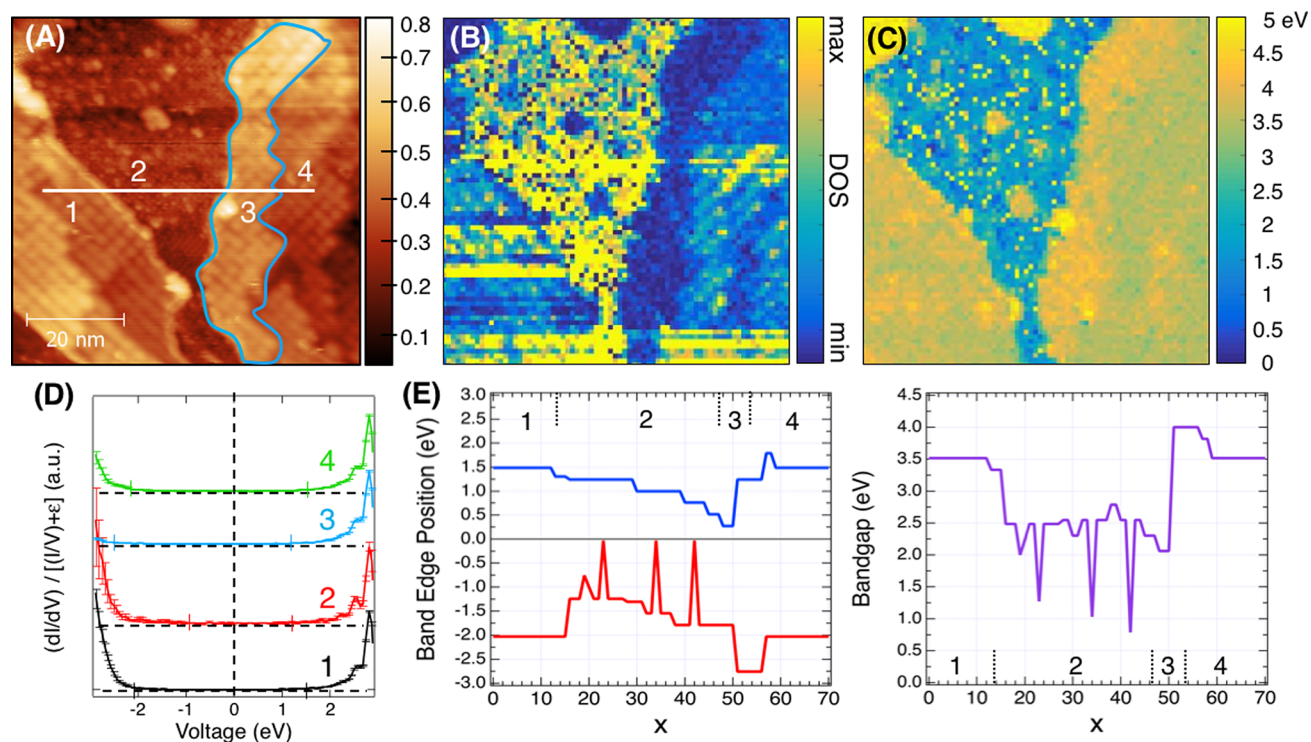 (A)
1
2
3
4
20 nm
0.8
0.7
0.6
0.5
0.4
0.3
0.2
0.1
(B)
max
DOS
min
(C)
5 eV
4.5
4
3.5
3
2.5
2
1.5
1
0.5
0
(D)
(dI/dV) / [(I/V)+ε] (a.u.)
4
3
2
1
-2 -1 0 1 2
Voltage (eV)
(E)
Band Edge Position (eV)
3.0
2.5
2.0
1.5
1.0
0.5
0.0
-0.5
-1.0
-1.5
-2.0
-2.5
-3.0
1 2 3 4
0 10 20 30 40 50 60 70
X
Bandgap (eV)
4.5
4.0
3.5
3.0
2.5
2.0
1.5
1.0
0.5
0.0
1 2 3 4
0 10 20 30 40 50 60 70
X